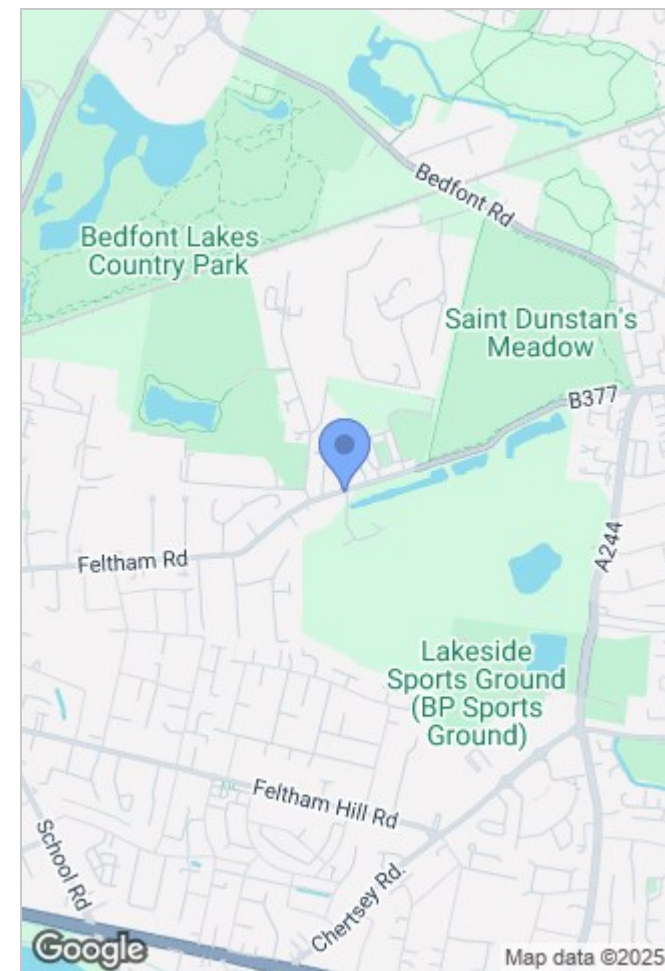 Bedfont Rd
Bedfont Lakes
Country Park
Saint Dunstan's
Meadow
B377
Feltham Rd
A244
Lakeside
Sports Ground
(BP Sports
Ground)
Feltham Hill Rd
School Rd
Chertsey Rd.
Google
Map data ©2025